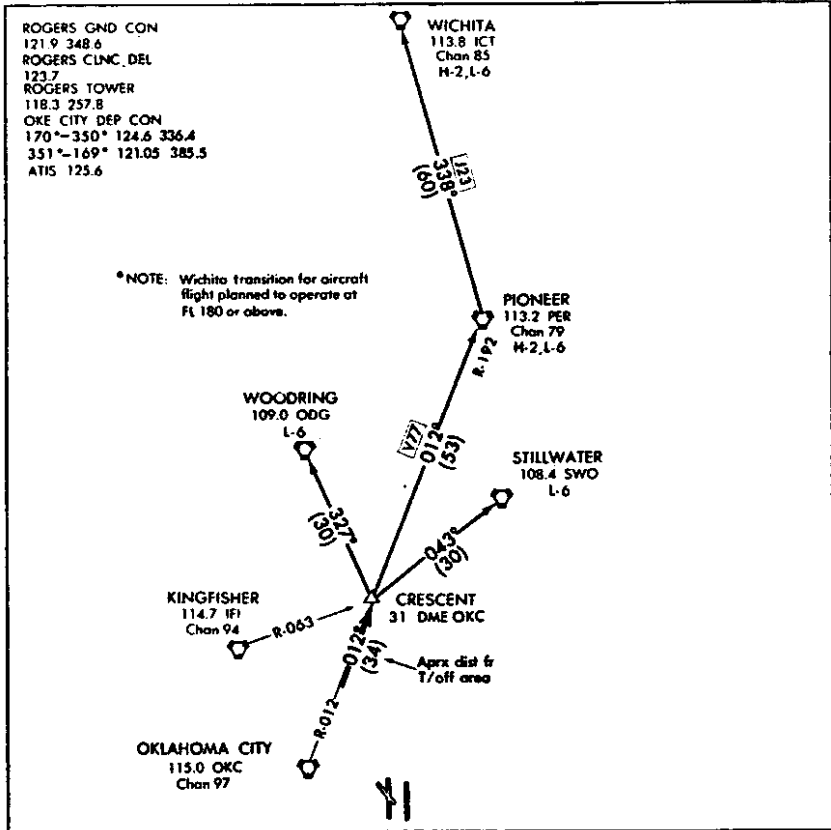 ROGERS GND CON
121.9 348.6
ROGERS CLNC DEL
123.7
ROGERS TOWER
118.3 257.8
OKE CITY DEP CON
170°-350° 124.6 336.4
351°-169° 121.05 385.5
ATIS 125.6
WICHITA
113.8 ICT
Chan 85
H-2,L-6
J23
338°
(60)
*NOTE: Wichita transition for aircraft
flight planned to operate at
FL 180 or above.
PIONEER
113.2 PER
Chan 79
H-2,L-6
R-192
WOODRING
109.0 ODG
L-6
V77
012°
(53)
STILLWATER
108.4 SWO
L-6
327°
(30)
043°
(30)
KINGFISHER
114.7 IFI
Chan 94
R-063
CRESCENT
31 DME OKC
012°
(34)
Aprx dist fr
T/off area
R-012
OKLAHOMA CITY
115.0 OKC
Chan 97